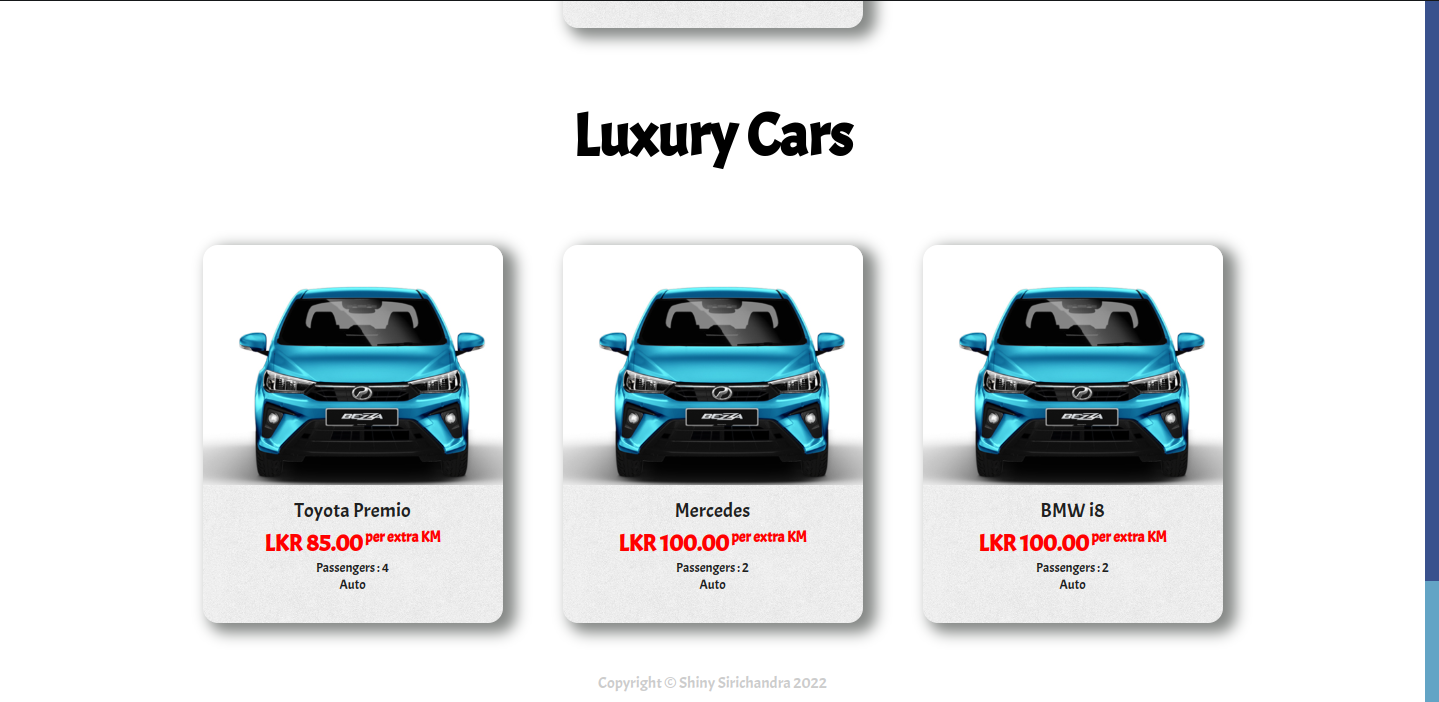 Luxury Cars
BEZZA
BEZZA
BEZZA
Toyota Premio
LKR 85.00 per extra KM
Passengers : 4
Auto
Mercedes
LKR 100.00 per extra KM
Passengers : 2
Auto
BMW i8
LKR 100.00 per extra KM
Passengers : 2
Auto
Copyright © Shiny Sirichandra 2022